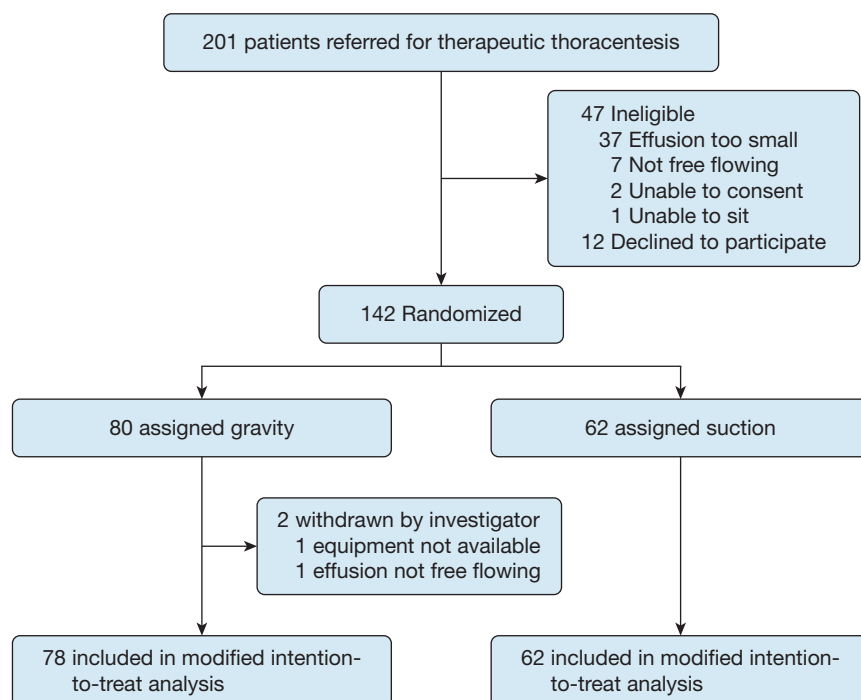 201 patients referred for therapeutic thoracentesis
47 Ineligible
37 Effusion too small
7 Not free flowing
2 Unable to consent
1 Unable to sit
12 Declined to participate
142 Randomized
80 assigned gravity
62 assigned suction
2 withdrawn by investigator
1 equipment not available
1 effusion not free flowing
78 included in modified intention-
to-treat analysis
62 included in modified intention-
to-treat analysis